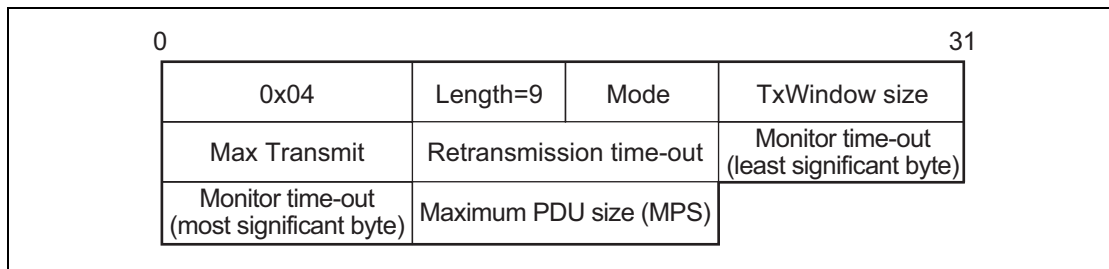 0 31
0x04 Length=9 Mode TxWindow size
Max Transmit Retransmission time-out Monitor time-out
(least significant byte)
Monitor time-out
(most significant byte) Maximum PDU size (MPS)